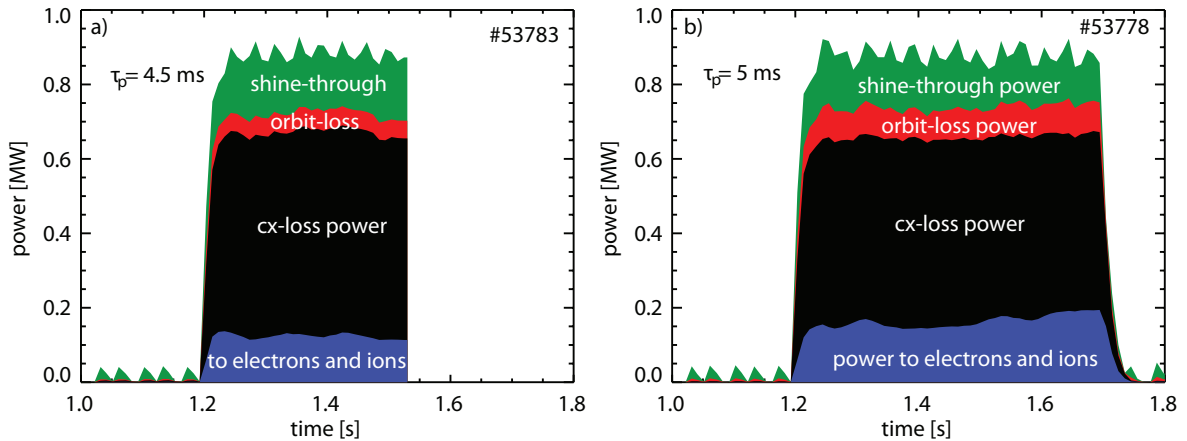 a)
#53783
τp= 4.5 ms
shine-through
orbit-loss
cx-loss power
to electrons and ions
power [MW]
1.0
0.8
0.6
0.4
0.2
0.0
1.0 1.2 1.4 1.6 1.8
time [s]
b)
#53778
τp= 5 ms
shine-through power
orbit-loss power
cx-loss power
power to electrons and ions
power [MW]
1.0
0.8
0.6
0.4
0.2
0.0
1.0 1.2 1.4 1.6 1.8
time [s]